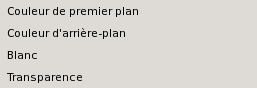 Couleur de premier plan
Couleur d'arrière-plan
Blanc
Transparence